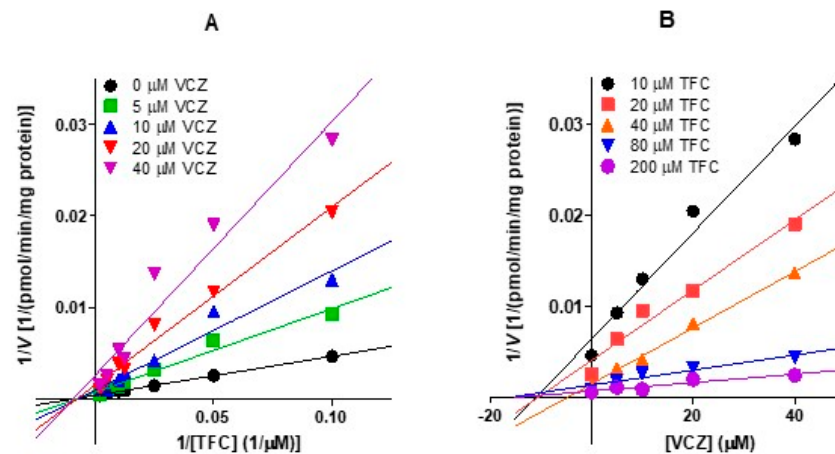 A
1/V [1/(pmol/min/mg protein)]
0 µM VCZ
5 µM VCZ
10 µM VCZ
20 µM VCZ
40 µM VCZ
0.03
0.02
0.01
0.05
0.10
1/[TFC] (1/µM)]
B
1/V [1/(pmol/min/mg protein)]
10 µM TFC
20 µM TFC
40 µM TFC
80 µM TFC
200 µM TFC
0.03
0.02
0.01
-20
0
20
40
[VCZ] (µM)